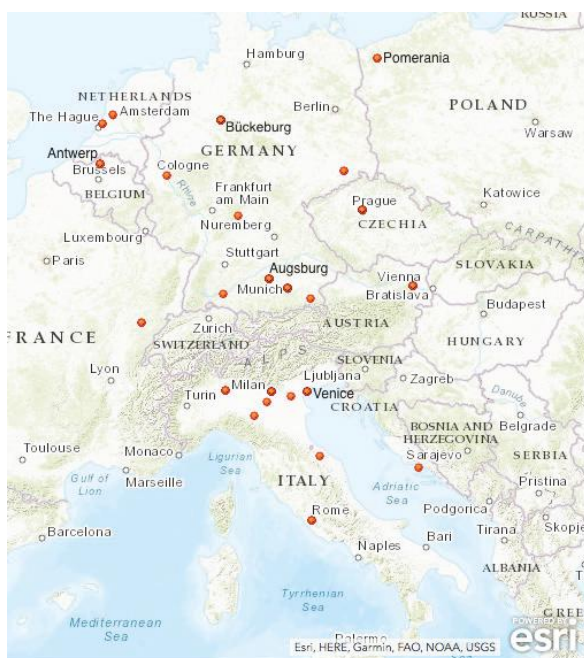 RUSSIA
Hamburg
Pomerania
NETHERLANDS
Amsterdam
The Hague
Berlin
POLAND
Bückeburg
Warsaw
GERMANY
Antwerp
Brussels
Cologne
BELGIUM
Rhine
Frankfurt
am Main
Prague
Katowice
CZECHIA
Nuremberg
Luxembourg
CARPATH
Paris
Stuttgart
Augsburg
Vienna
SLOVAKIA
Munich
Bratislava
Budapest
Zurich
AUSTRIA
FRANCE
SWITZERLAND
HUNGARY
ALPS
SLOVENIA
Lyon
Milan
Ljubljana
Zagreb
Turin
Venice
Danube
CROATIA
Belgrade
BOSNIA AND
HERZEGOVINA
Toulouse
Monaco
Ligurian
Sea
Sarajevo
SERBIA
Marseille
Gulf of
Lion
ITALY
Adriatic
Sea
Pristina
Rome
Podgorica
Barcelona
Skopje
Bari
Tirana
Naples
ALBANIA
T
Tyrrhenian
Sea
GREE
Mediterranean
Sea
Palermo
POWERED BY
esri
Esri, HERE, Garmin, FAO, NOAA, USGS